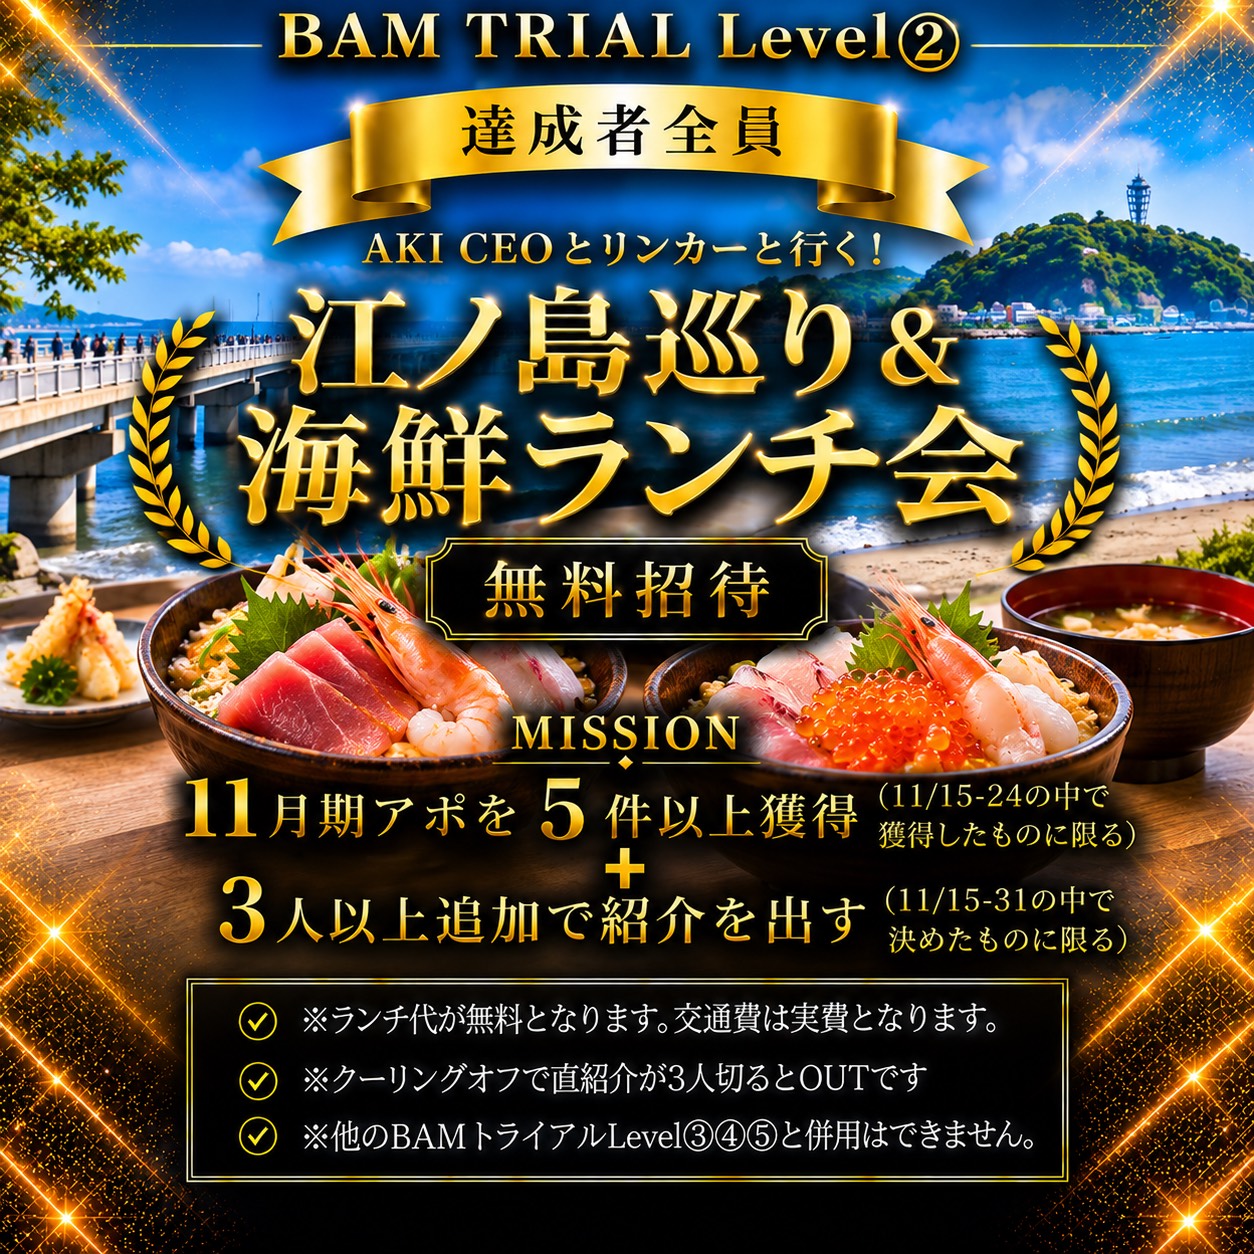 BAM TRIAL Level②
達成者全員
AKI CEOとリンカーと行く！
江ノ島巡り&
海鮮ランチ会
無料招待
MISSION
11月期アポを5件以上獲得
(11/15-24の中で
獲得したものに限る)
+
3人以上追加で紹介を出す
(11/15-31の中で
決めたものに限る)
※ランチ代が無料となります。交通費は実費となります。
※クーリングオフで直紹介が3人切るとOUTです
※他のBAMトライアルLevel③④⑤と併用はできません。